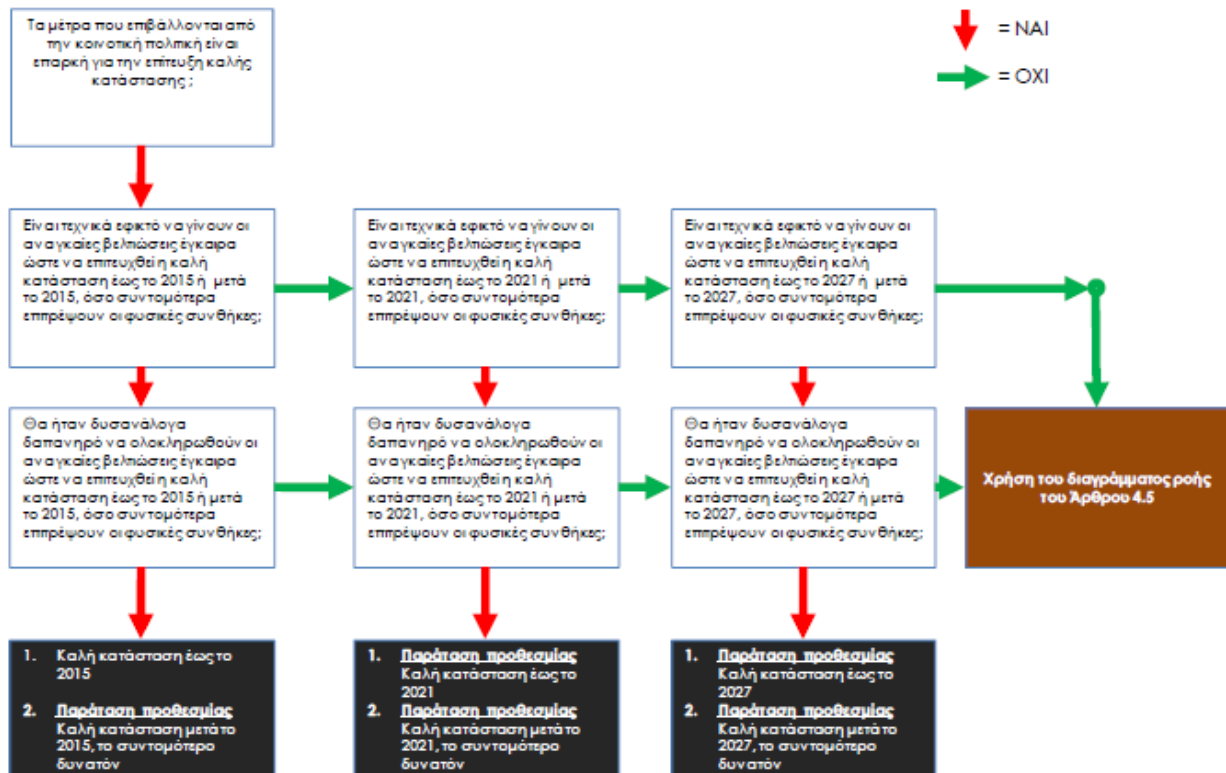 Τα μέτρα που επιβάλλονται από
την κοινοτική πολιτική είναι
επαρκή για την επίτευξη καλής
κατάστασης ;
= ΝΑΙ
= ΟΧΙ
Είναι τεχνικά εφικτό να γίνουν οι
αναγκαίες βελτιώσεις έγκαιρα
ώστε να επιτευχθεί η καλή
κατάσταση έως το 2015 ή μετά
το 2015, όσο συντομότερα
επιτρέψουν οι φυσικές συνθήκες;
Είναι τεχνικά εφικτό να γίνουν οι
αναγκαίες βελτιώσεις έγκαιρα
ώστε να επιτευχθεί η καλή
κατάσταση έως το 2021 ή μετά
το 2021, όσο συντομότερα
επιτρέψουν οι φυσικές συνθήκες;
Είναι τεχνικά εφικτό να γίνουν οι
αναγκαίες βελτιώσεις έγκαιρα
ώστε να επιτευχθεί η καλή
κατάσταση έως το 2027 ή μετά
το 2027, όσο συντομότερα
επιτρέψουν οι φυσικές συνθήκες;
Θα ήταν δυσανάλογα
δαπανηρό να ολοκληρωθούν οι
αναγκαίες βελτιώσεις έγκαιρα
ώστε να επιτευχθεί η καλή
κατάσταση έως το 2015 ή μετά
το 2015, όσο συντομότερα
επιτρέψουν οι φυσικές συνθήκες;
Θα ήταν δυσανάλογα
δαπανηρό να ολοκληρωθούν οι
αναγκαίες βελτιώσεις έγκαιρα
ώστε να επιτευχθεί η καλή
κατάσταση έως το 2021 ή μετά
το 2021, όσο συντομότερα
επιτρέψουν οι φυσικές συνθήκες;
Θα ήταν δυσανάλογα
δαπανηρό να ολοκληρωθούν οι
αναγκαίες βελτιώσεις έγκαιρα
ώστε να επιτευχθεί η καλή
κατάσταση έως το 2027 ή μετά
το 2027, όσο συντομότερα
επιτρέψουν οι φυσικές συνθήκες;
Χρήση του διαγράμματος ροής
του Άρθρου 4.5
1. Καλή κατάσταση έως το
2015
2. Παράταση προθεσμίας
Καλή κατάσταση μετά το
2015, το συντομότερο
δυνατόν
1. Παράταση προθεσμίας
Καλή κατάσταση έως το
2021
2. Παράταση προθεσμίας
Καλή κατάσταση μετά το
2021, το συντομότερο
δυνατόν
1. Παράταση προθεσμίας
Καλή κατάσταση έως το
2027
2. Παράταση προθεσμίας
Καλή κατάσταση μετά το
2027, το συντομότερο
δυνατόν